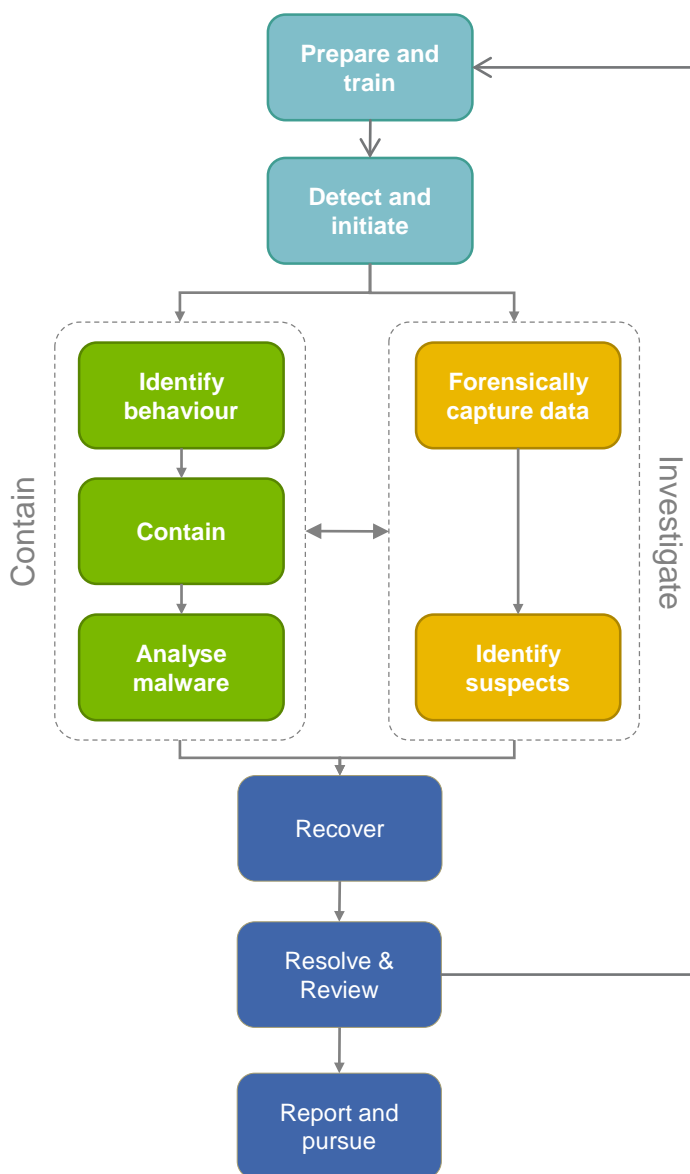 Prepare and
train
Detect and
initiate
Contain
Identify
behaviour
Contain
Analyse
malware
Forensically
capture data
Identify
suspects
Investigate
Recover
Resolve &
Review
Report and
pursue